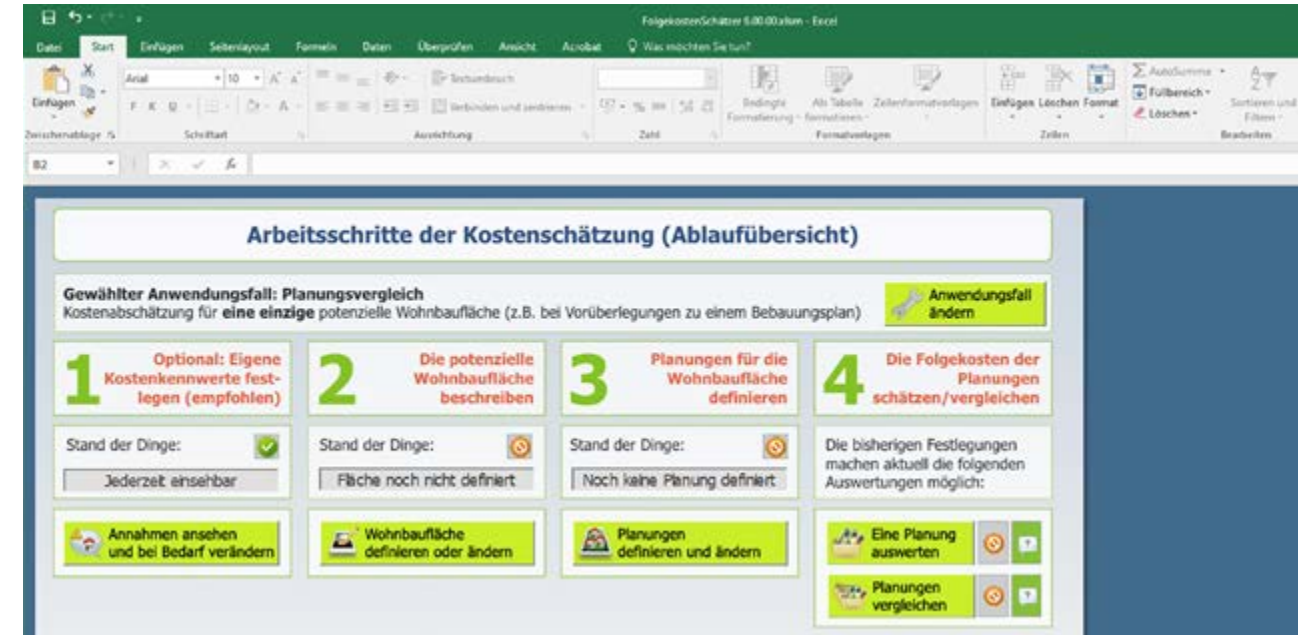 FolgekostenSchätzer 6.00.00.xlsm - Excel
Datei Start Einfügen Seitenlayout Formeln Daten Überprüfen Ansicht Acrobat Was möchten Sie tun?
Arial 10
Textumbruch
Verbinden und zentrieren
Einfügen
F K U
Bedingte Formatierung
Als Tabelle formatieren
Zellenformatvorlagen
Einfügen Löschen Format
AutoSumme
Füllbereich
Löschen
Sortieren und Filtern
Zwischenablage Schriftart Ausrichtung Zahl Formatvorlagen Zellen Bearbeiten
B2
Arbeitsschritte der Kostenschätzung (Ablaufübersicht)
Gewählter Anwendungsfall: Planungsvergleich
Kostenabschätzung für eine einzige potenzielle Wohnbaufläche (z.B. bei Vorüberlegungen zu einem Bebauungsplan)
Anwendungsfall
ändern
1
Optional: Eigene
Kostenkennwerte fest-
legen (empfohlen)
2
Die potenzielle
Wohnbaufläche
beschreiben
3
Planungen für die
Wohnbaufläche
definieren
4
Die Folgekosten der
Planungen
schätzen/vergleichen
Stand der Dinge:
Jederzeit einsehbar
Stand der Dinge:
Fläche noch nicht definiert
Stand der Dinge:
Noch keine Planung definiert
Die bisherigen Festlegungen
machen aktuell die folgenden
Auswertungen möglich:
Annahmen ansehen
und bei Bedarf verändern
Wohnbaufläche
definieren oder ändern
Planungen
definieren und ändern
Eine Planung
auswerten
?
Planungen
vergleichen
?